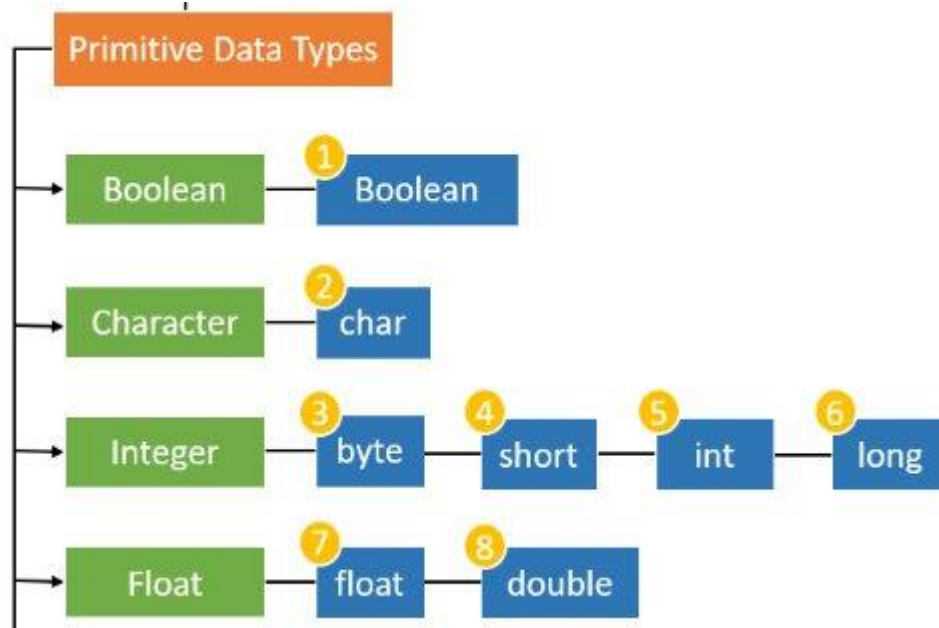 Primitive Data Types
Boolean
1
Boolean
Character
2
char
Integer
3
byte
4
short
5
int
6
long
Float
7
float
8
double